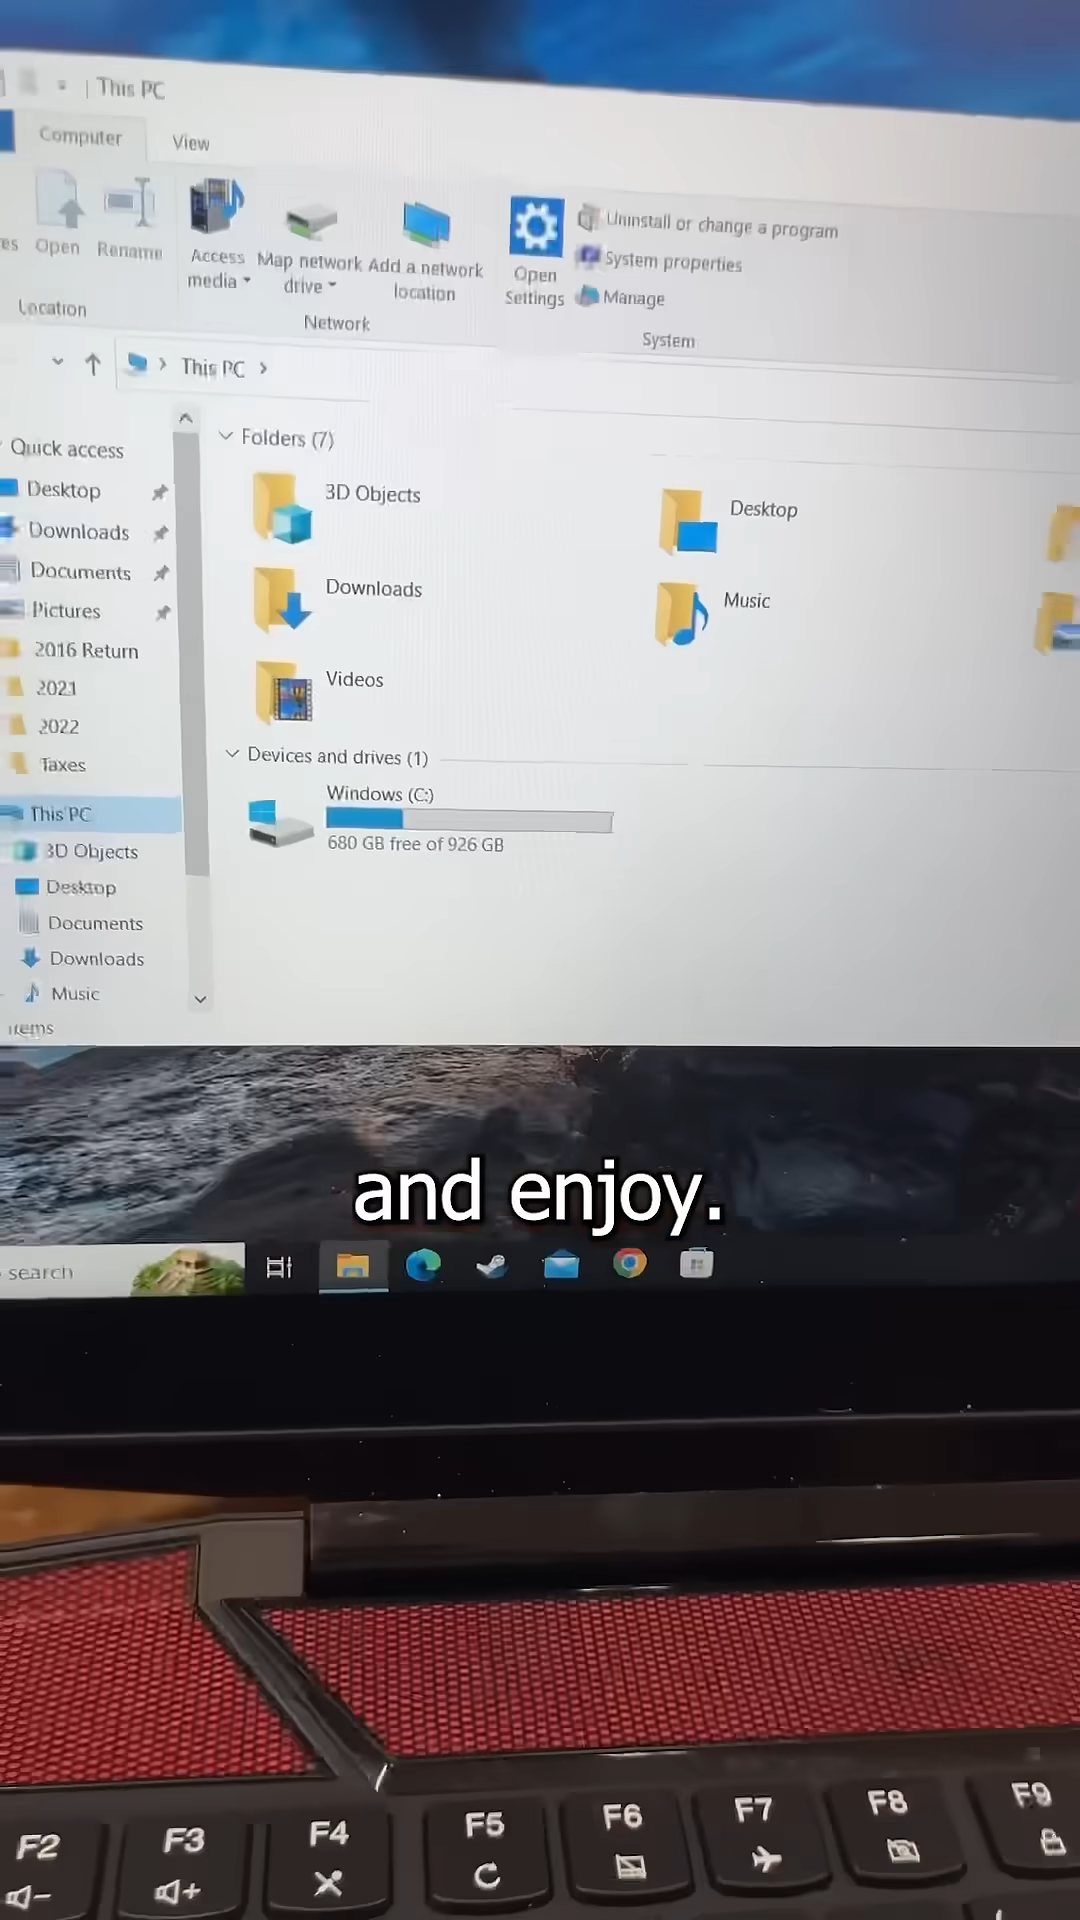 This PC
Computer
View
Open
Rename
Access media
Map network drive
Add a network location
Open Settings
Uninstall or change a program
System properties
Manage
Location
Network
System
This PC
Quick access
Desktop
Downloads
Documents
Pictures
2016 Return
2021
2022
Taxes
This PC
3D Objects
Desktop
Documents
Downloads
Music
items
Folders (7)
3D Objects
Desktop
Downloads
Music
Videos
Devices and drives (1)
Windows (C:)
680 GB free of 926 GB
and enjoy.
search
F2
F3
F4
F5
F6
F7
F8
F9